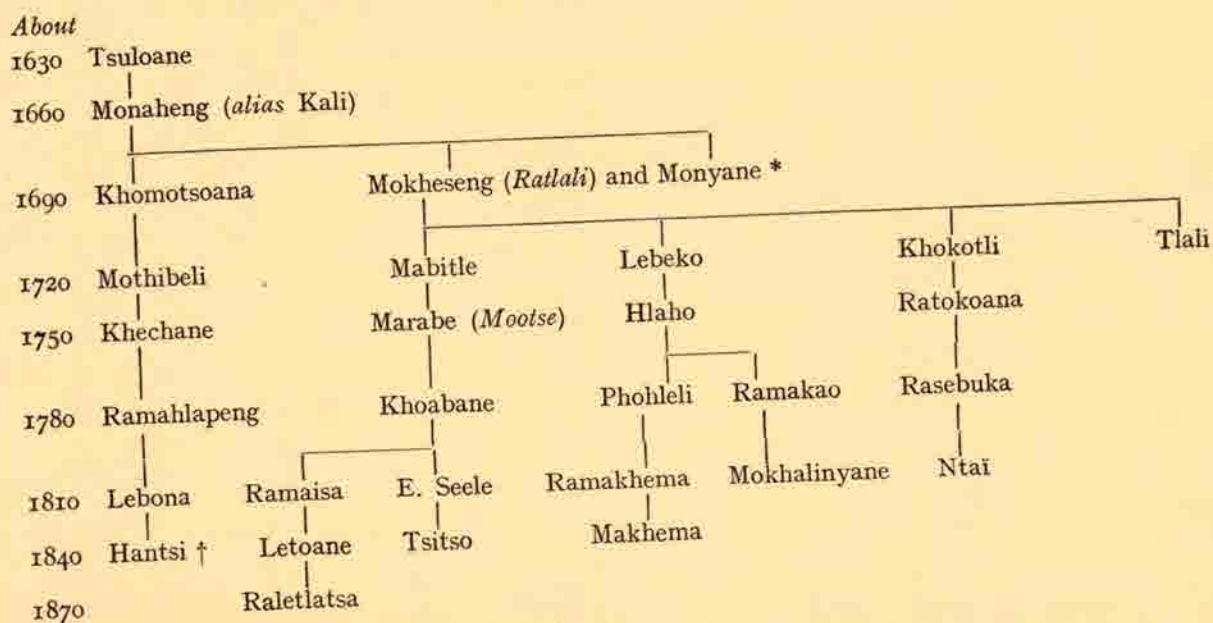 About
1630 Tsuloane
1660 Monaheng (alias Kali)
1690 Khomotsoana Mokheseng (Ratlali) and Monyane *
1720 Mothibeli Mabitle Lebeko Khokotli Tlali
1750 Khechane Marabe (Mootse) Hlaho Ratokoana
1780 Ramahlapeng Khoabane Phohleli Ramakao Rasebuka
1810 Lebona Ramaisa E. Seele Ramakhema Mokhalinyane Ntaï
1840 Hantsi † Letoane Tsitso Makhema
1870 Raletlatsa